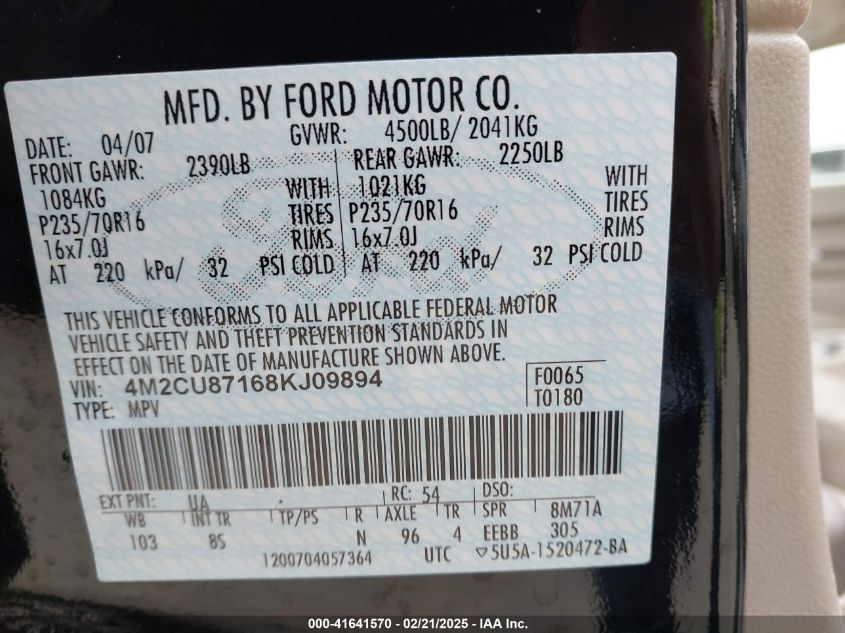 MFD. BY FORD MOTOR CO.
DATE: 04/07 GVWR: 4500LB/ 2041KG
FRONT GAWR: 2390LB REAR GAWR: 2250LB
1084KG WITH 1021KG WITH
P235/70R16 TIRES P235/70R16 TIRES
16x7.0J RIMS 16x7.0J RIMS
AT 220 kPa/ 32 PSI COLD AT 220 kPa/ 32 PSI COLD
THIS VEHICLE CONFORMS TO ALL APPLICABLE FEDERAL MOTOR
VEHICLE SAFETY AND THEFT PREVENTION STANDARDS IN
EFFECT ON THE DATE OF MANUFACTURE SHOWN ABOVE.
VIN: 4M2CU87168KJ09894 F0065
TYPE: MPV T0180
EXT PNT: UA RC: 54 DSO:
WB INT TR TP/PS R AXLE TR SPR 8M71A
103 85 N 96 4 EEBB 305
1200704057364 UTC ▽5U5A-1520472-BA
000-41641570 - 02/21/2025 - IAA Inc.